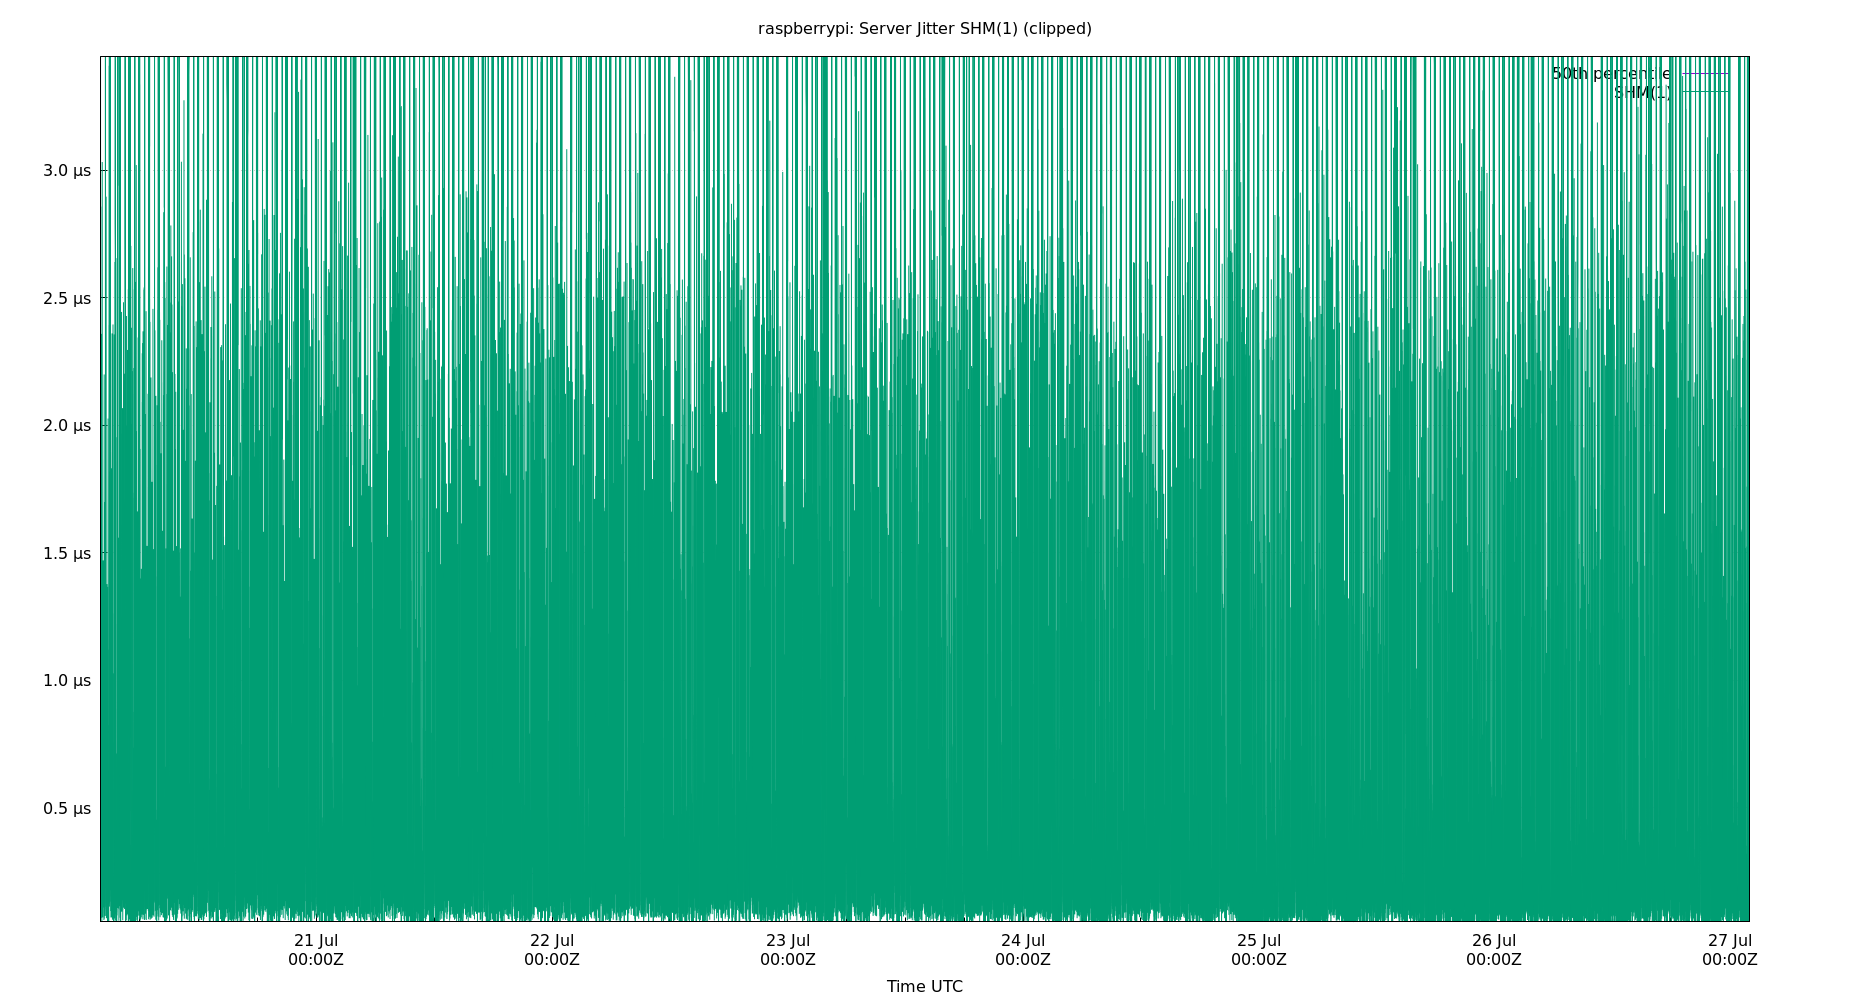 raspberrypi: Server Jitter SHM(1) (clipped)
50th percentile
SHM(1)
3.0 µs
2.5 µs
2.0 µs
1.5 µs
1.0 µs
0.5 µs
21 Jul 22 Jul 23 Jul 24 Jul 25 Jul 26 Jul 27 Jul
00:00Z 00:00Z 00:00Z 00:00Z 00:00Z 00:00Z 00:00Z
Time UTC